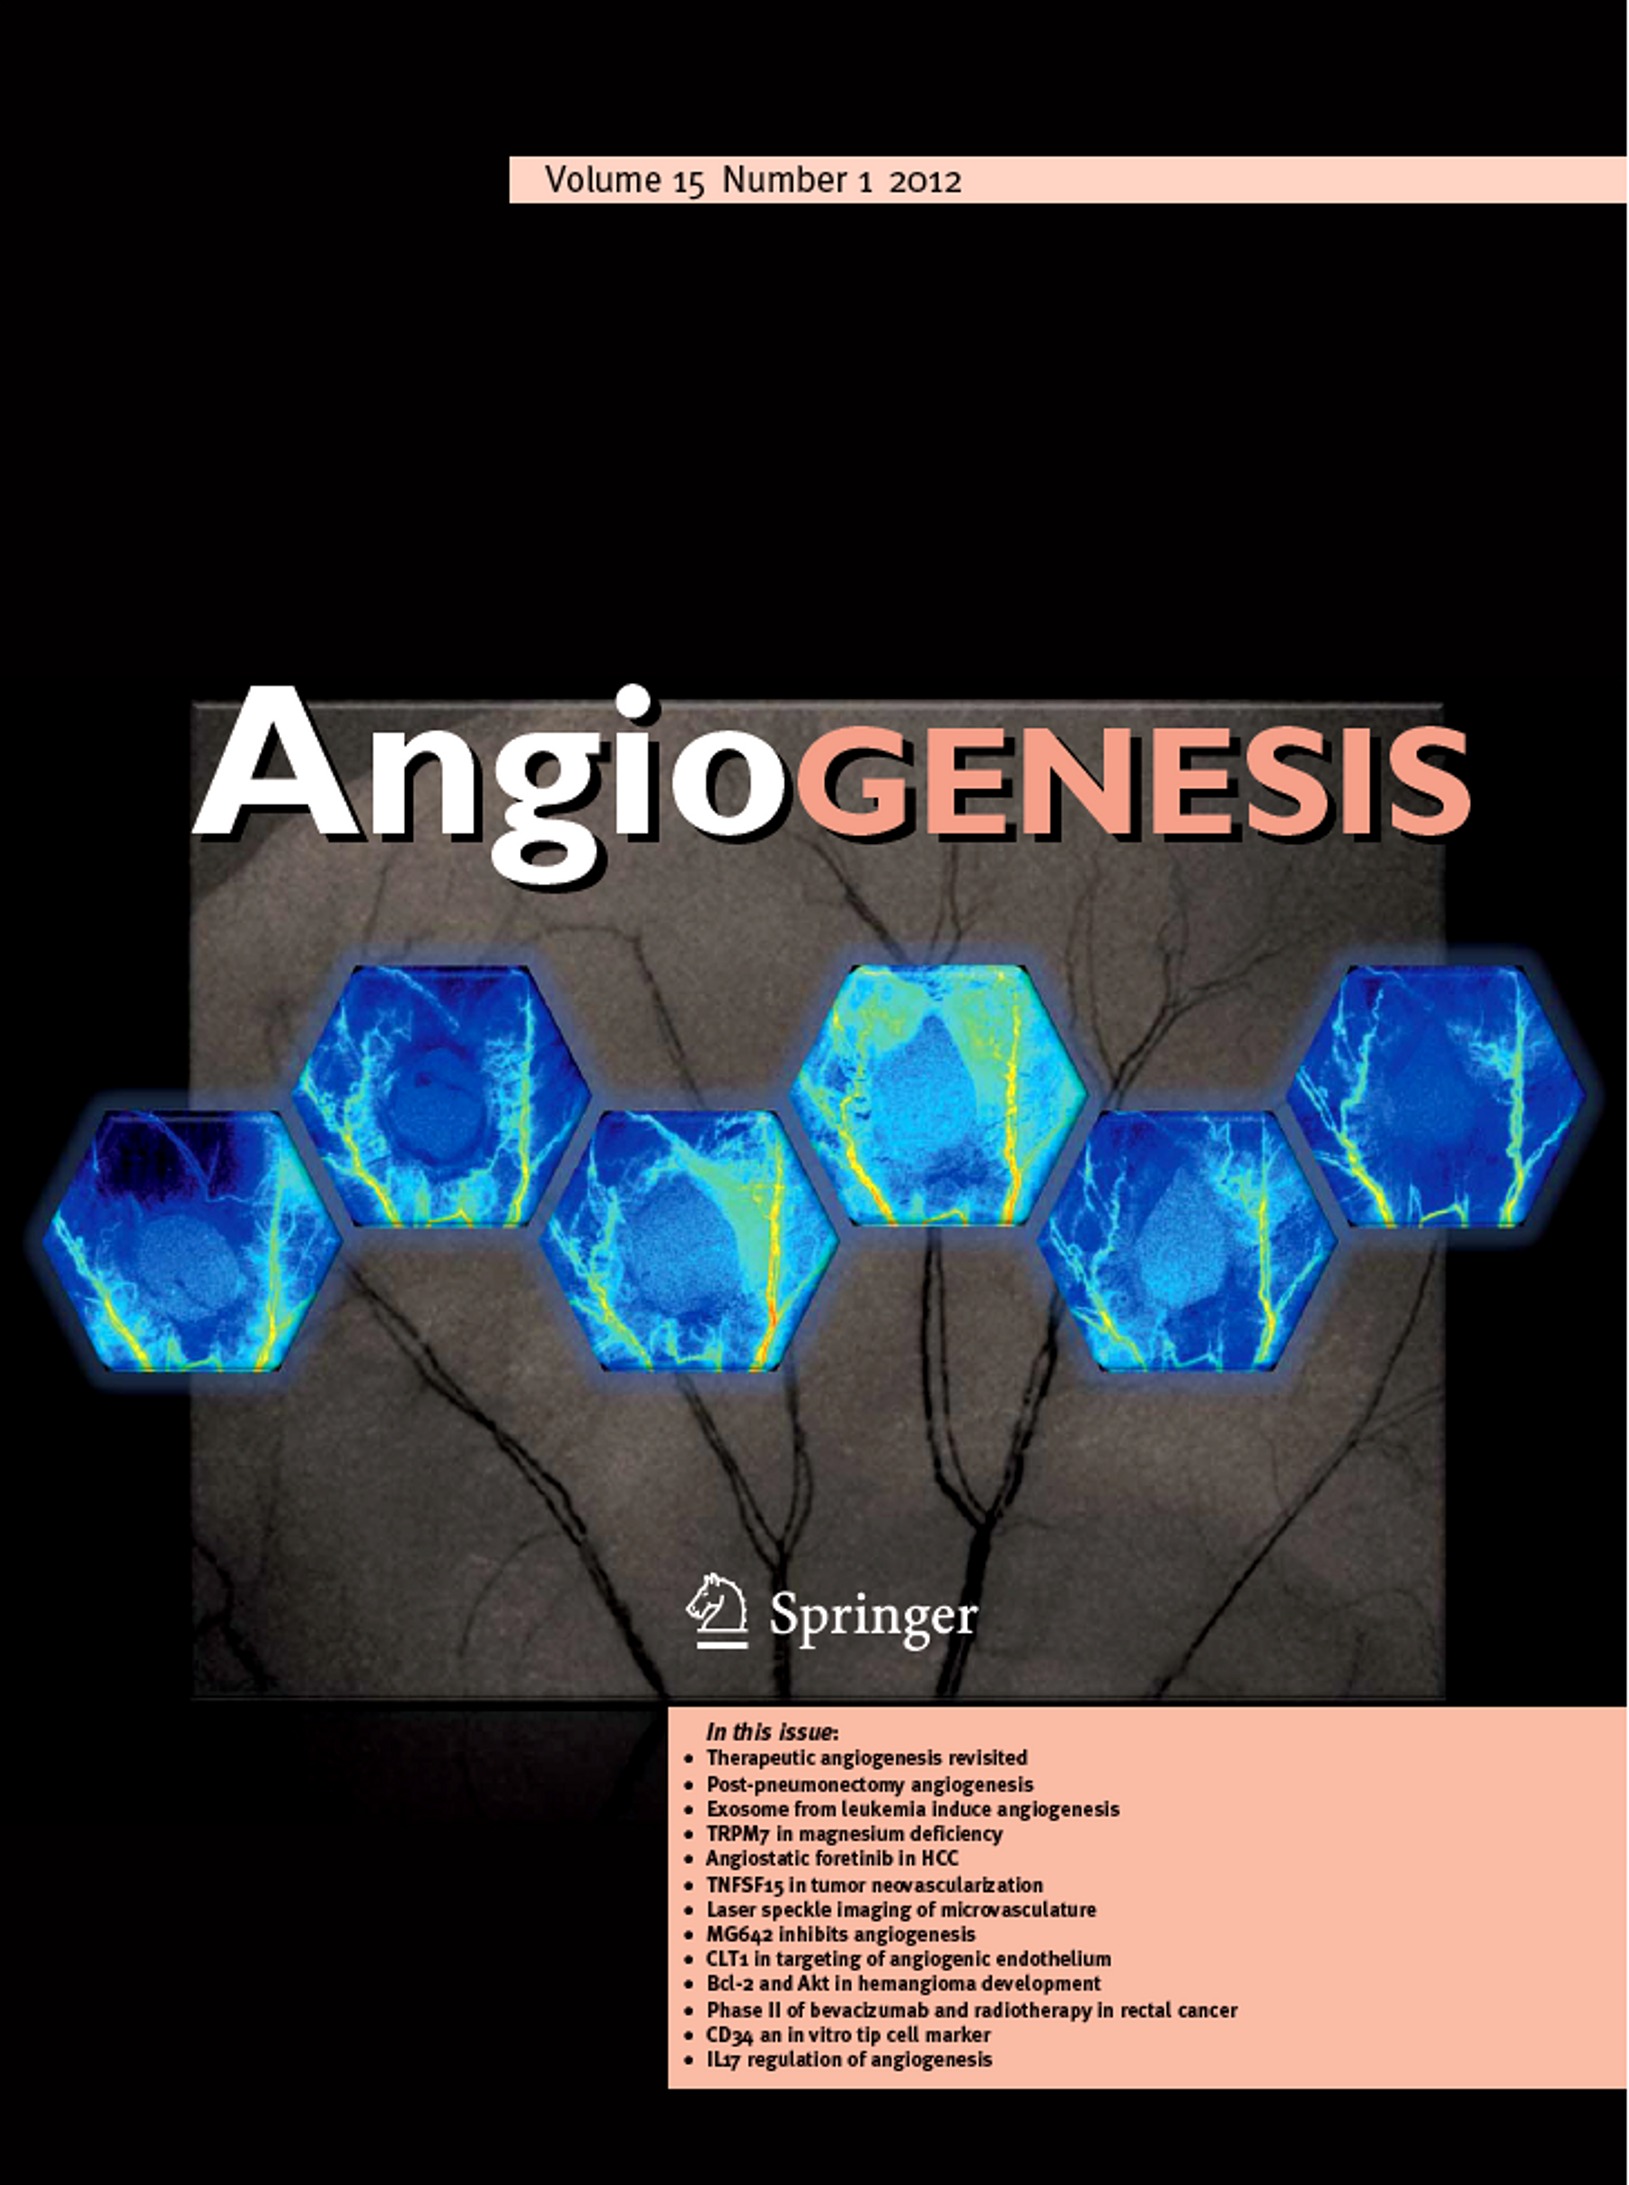 Volume 15 Number 1 2012
AngioGENESIS
Springer
In this issue:
• Therapeutic angiogenesis revisited
• Post-pneumonectomy angiogenesis
• Exosome from leukemia induce angiogenesis
• TRPM7 in magnesium deficiency
• Angiostatic foretinib in HCC
• TNFSF15 in tumor neovascularization
• Laser speckle imaging of microvasculature
• MG642 inhibits angiogenesis
• CLT1 in targeting of angiogenic endothelium
• Bcl-2 and Akt in hemangioma development
• Phase II of bevacizumab and radiotherapy in rectal cancer
• CD34 an in vitro tip cell marker
• IL17 regulation of angiogenesis